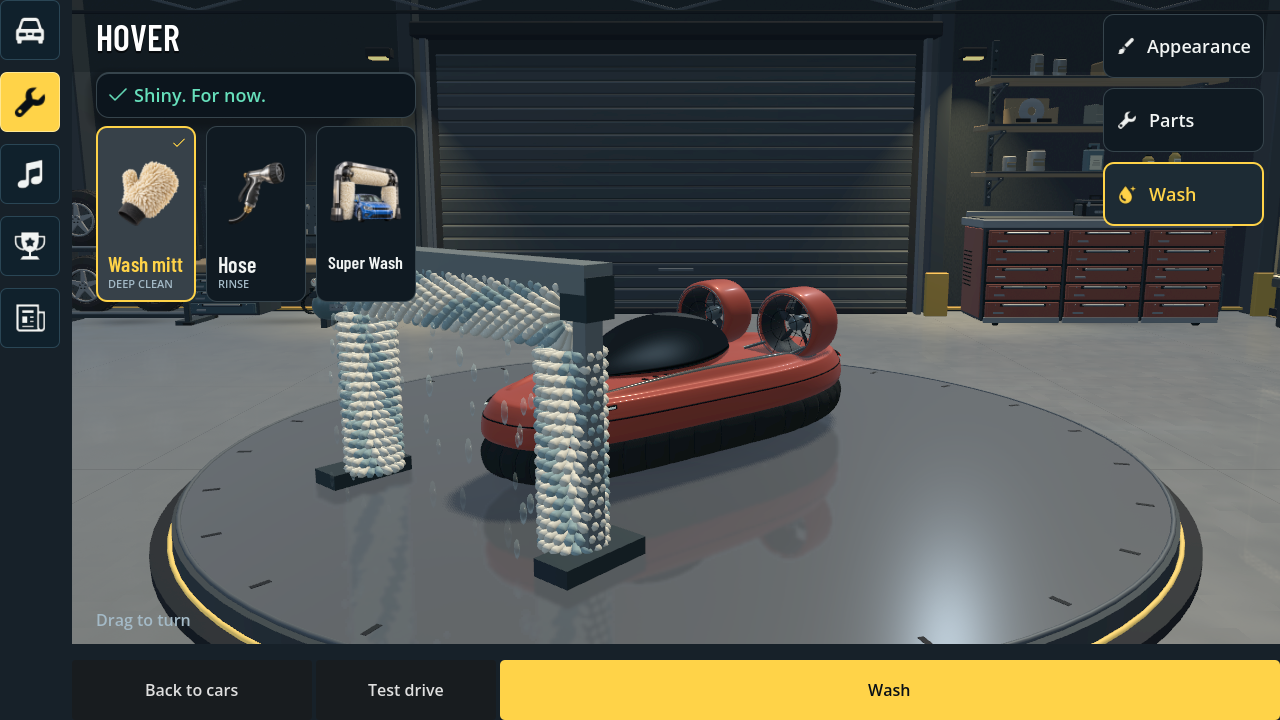 HOVER
Shiny. For now.
Wash mitt
DEEP CLEAN
Hose
RINSE
Super Wash
Appearance
Parts
Wash
Drag to turn
Back to cars
Test drive
Wash